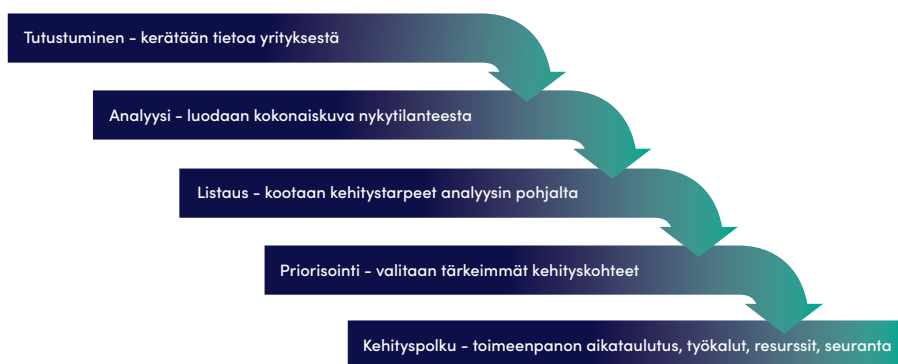 Tutustuminen - kerätään tietoa yrityksestä
Analyysi - luodaan kokonaiskuva nykytilanteesta
Listaus - kootaan kehitystarpeet analyysin pohjalta
Priorisointi - valitaan tärkeimmät kehityskohteet
Kehityspolku - toimeenpanon aikataulutus, työkalut, resurssit, seuranta